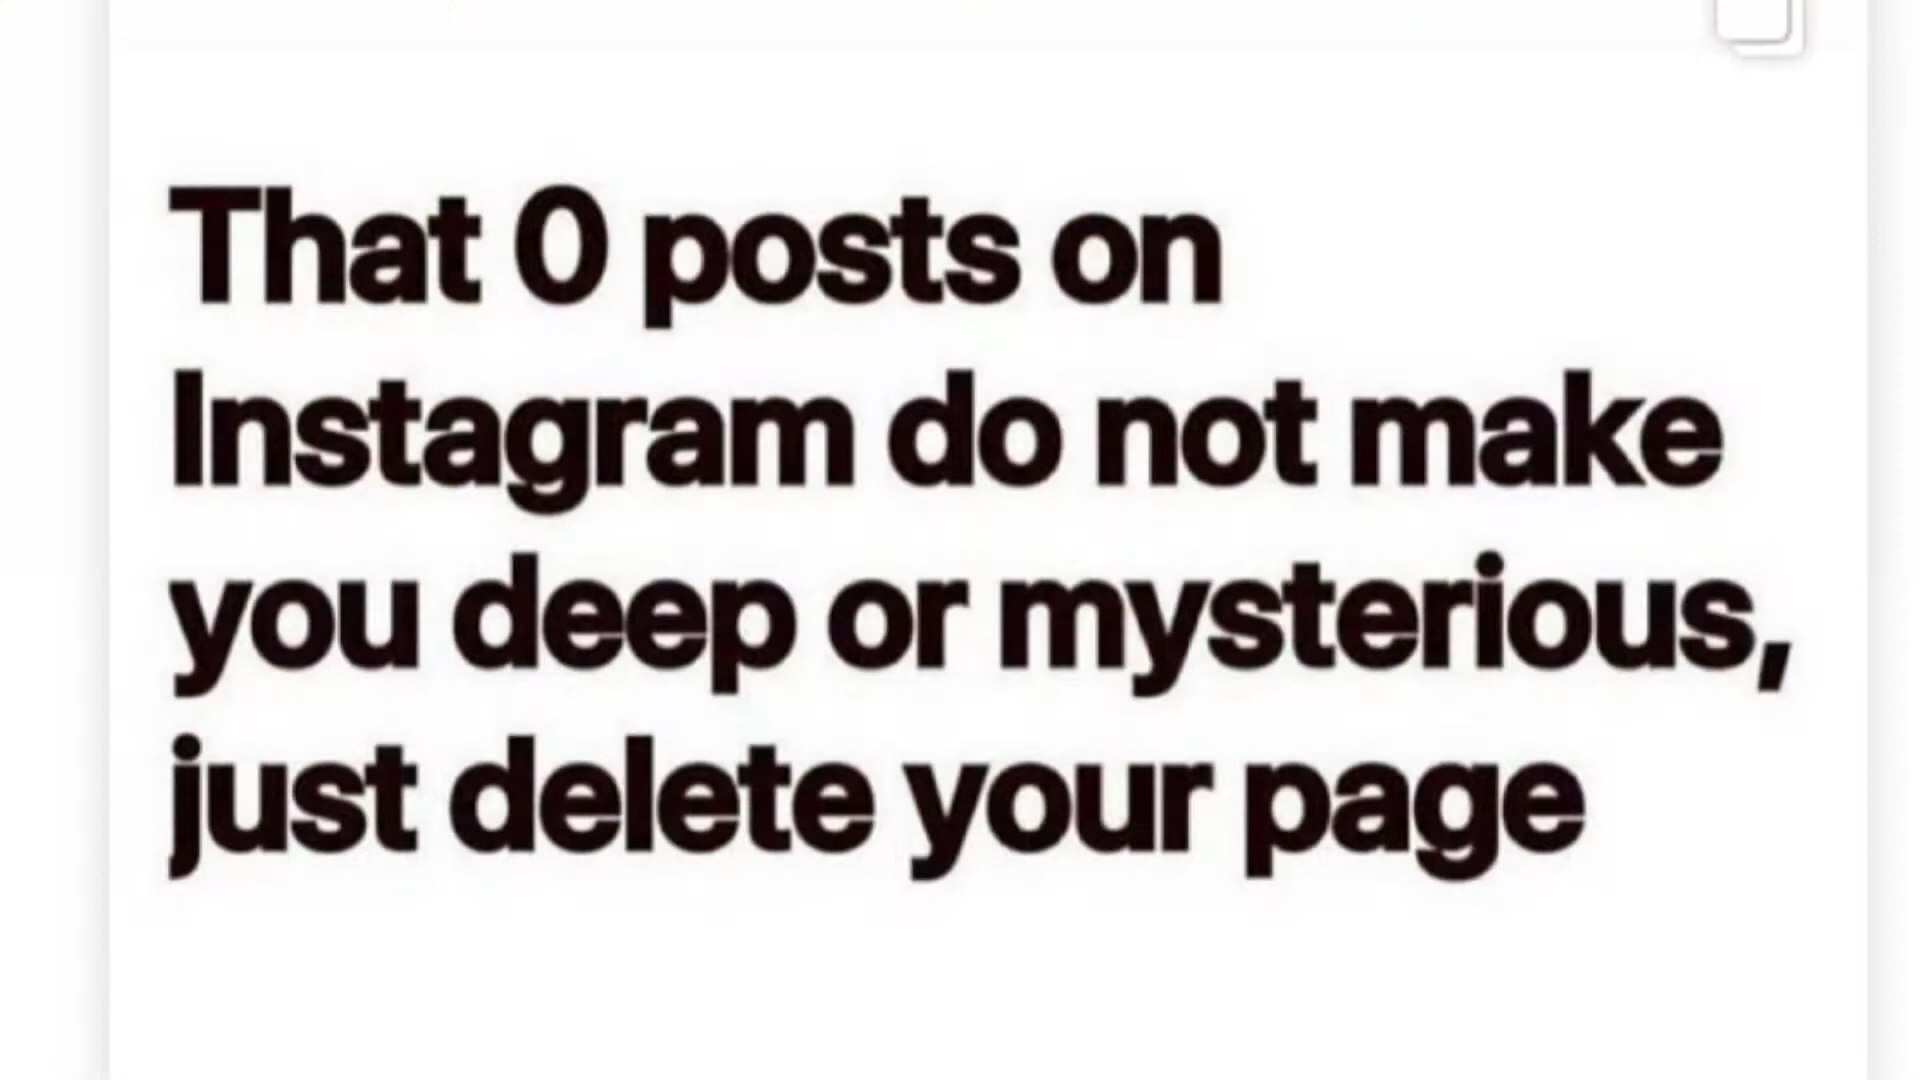 That 0 posts on
Instagram do not make
you deep or mysterious,
just delete your page